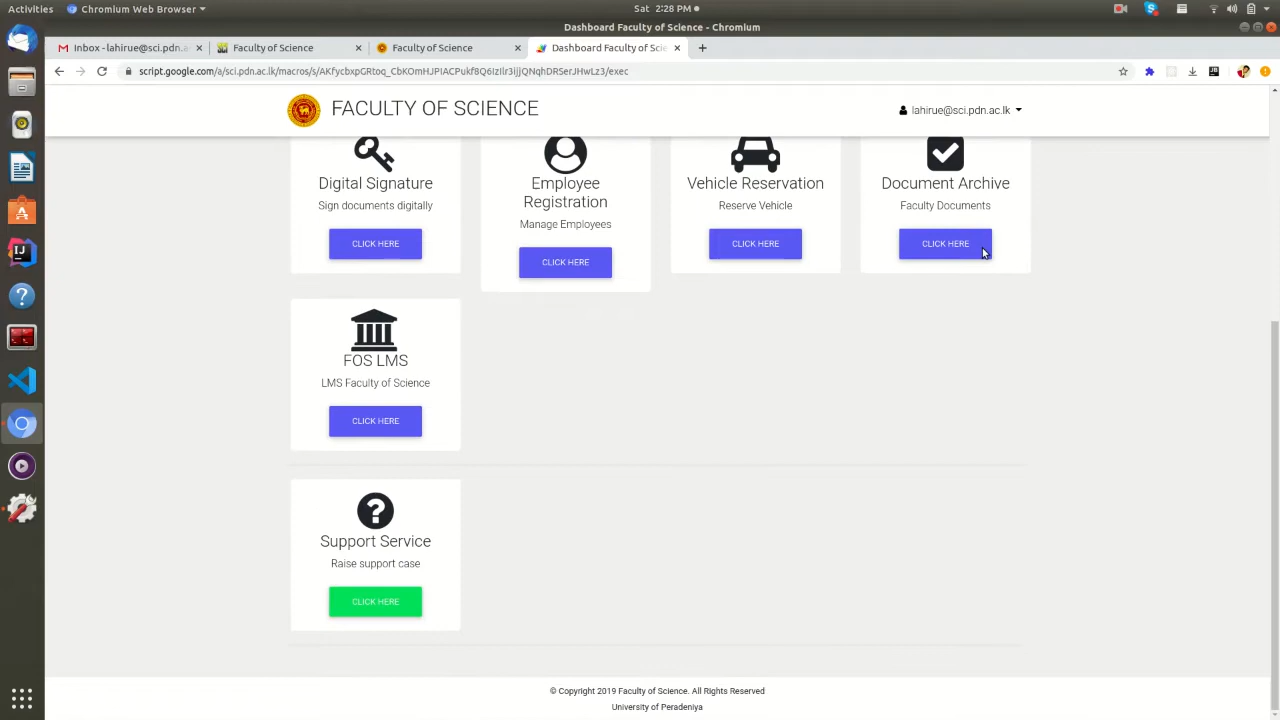 Activities
Chromium Web Browser
Sat, 2:28 PM
Dashboard Faculty of Science - Chromium
Inbox - lahirue@sci.pdn.a
Faculty of Science
Faculty of Science
Dashboard Faculty of Scie
FACULTY OF SCIENCE
lahirue@sci.pdn.ac.lk
Digital Signature
Sign documents digitally
CLICK HERE
Employee
Registration
Manage Employees
CLICK HERE
Vehicle Reservation
Reserve Vehicle
CLICK HERE
Document Archive
Faculty Documents
CLICK HERE
FOS LMS
LMS Faculty of Science
CLICK HERE
Support Service
Raise support case
CLICK HERE
© Copyright 2019 Faculty of Science. All Rights Reserved
University of Peradeniya